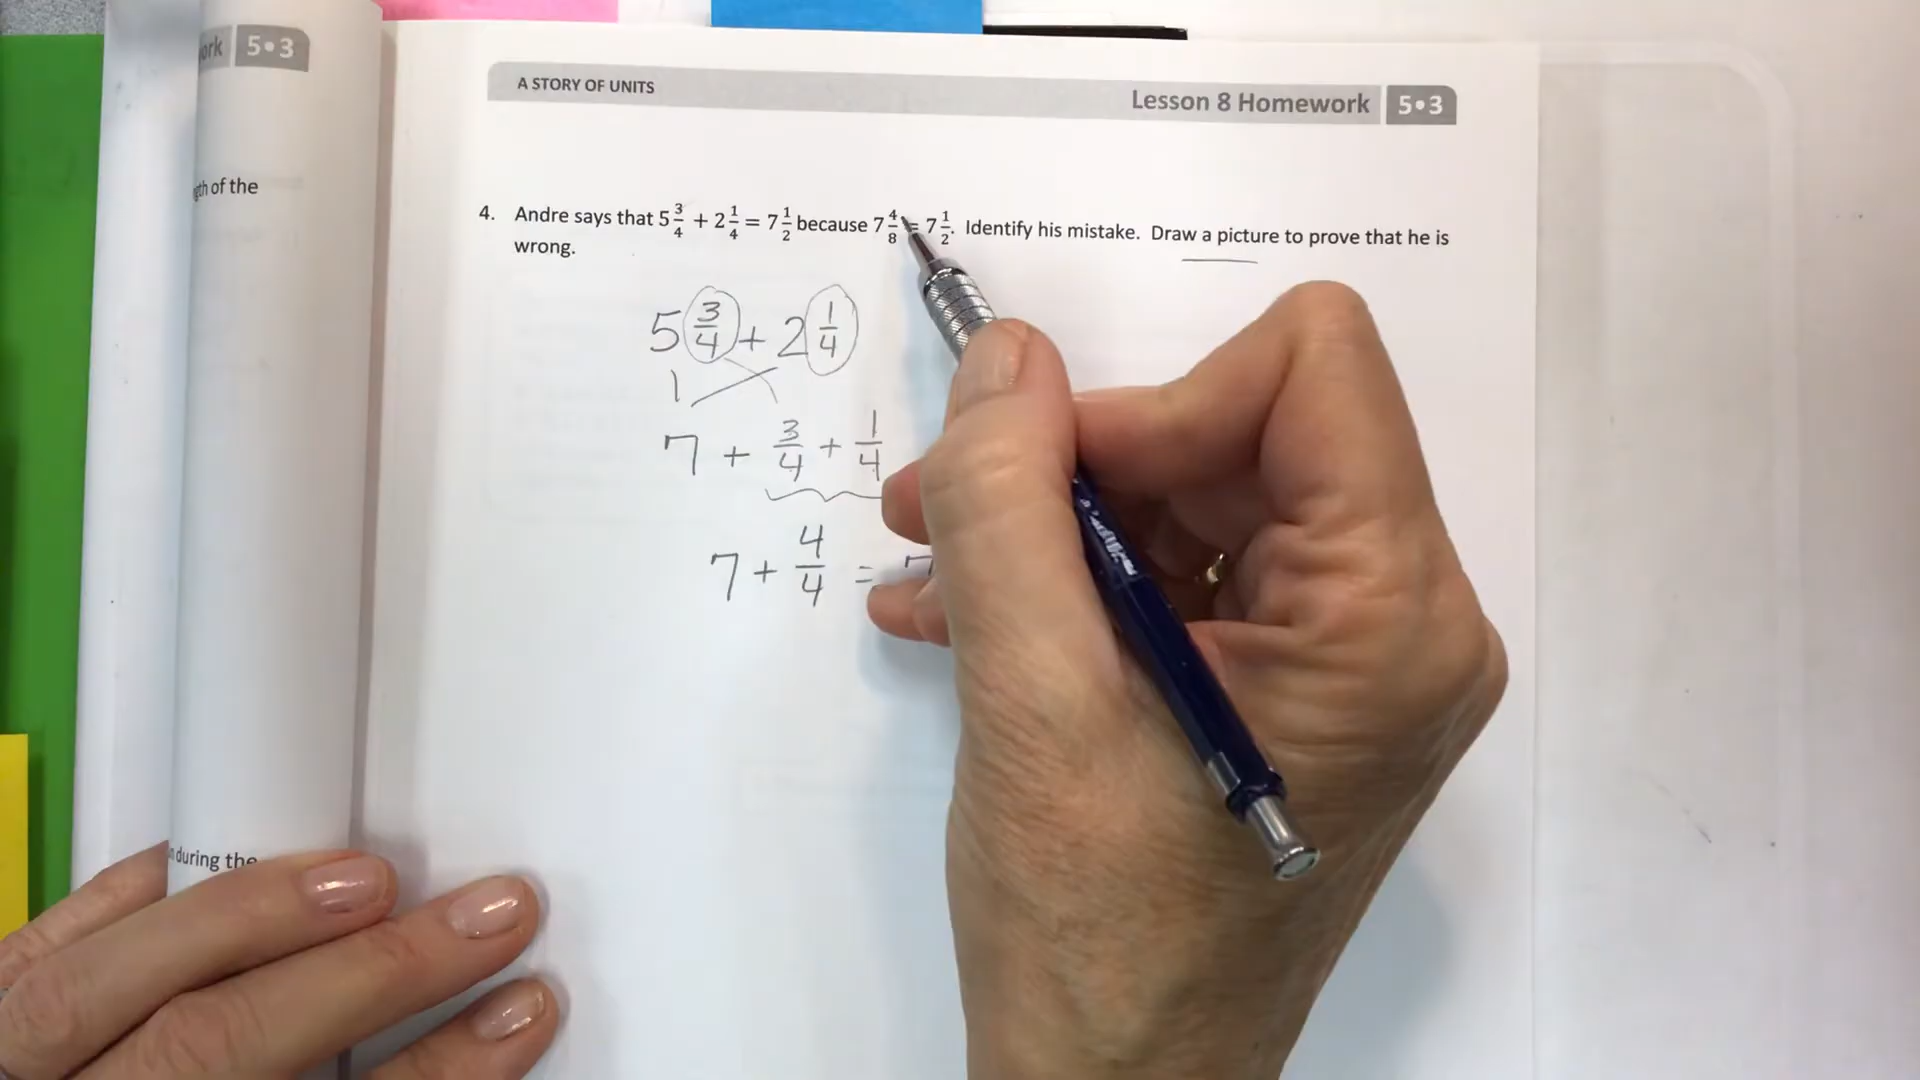 ork 5•3
A STORY OF UNITS
Lesson 8 Homework 5•3
gth of the
4. Andre says that 5 3/4 + 2 1/4 = 7 1/2 because 7 4/8 = 7 1/2. Identify his mistake. Draw a picture to prove that he is
wrong.
5 3/4 + 2 1/4
1
7 + 3/4 + 1/4
7 + 4/4 = 7
during the